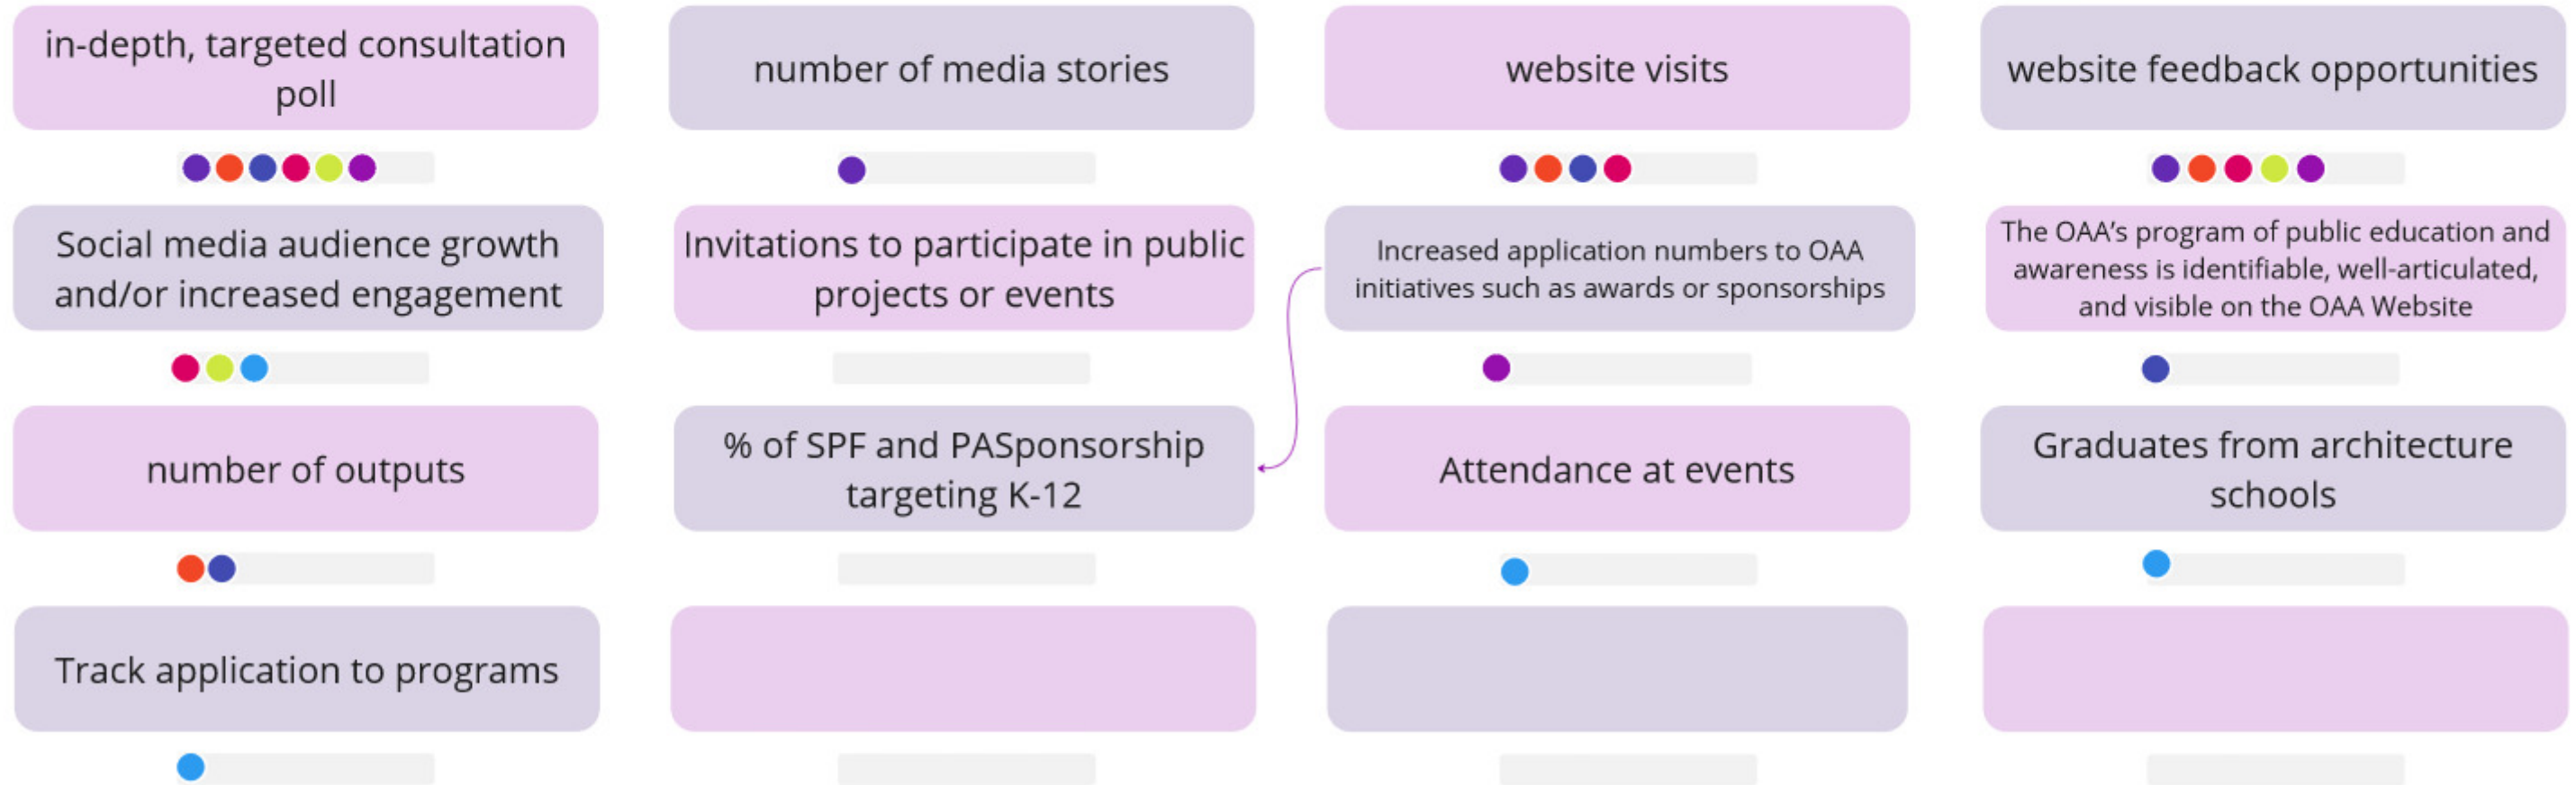 in-depth, targeted consultation
poll
number of media stories
website visits
website feedback opportunities
Social media audience growth
and/or increased engagement
Invitations to participate in public
projects or events
Increased application numbers to OAA
initiatives such as awards or sponsorships
The OAA’s program of public education and
awareness is identifiable, well-articulated,
and visible on the OAA Website
number of outputs
% of SPF and PASponsorship
targeting K-12
Attendance at events
Graduates from architecture
schools
Track application to programs